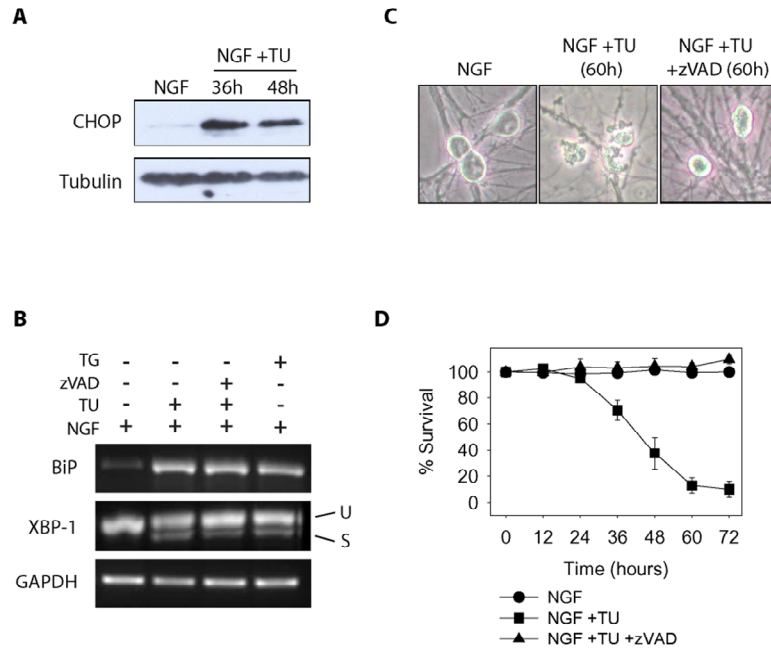 A
NGF +TU
NGF 36h 48h
CHOP
Tubulin
B
TG - - - +
zVAD - - + -
TU - + + -
NGF + + + +
BiP
XBP-1
U
S
GAPDH
C
NGF
NGF +TU
(60h)
NGF +TU
+zVAD (60h)
D
% Survival
100
80
60
40
20
0
0 12 24 36 48 60 72
Time (hours)
NGF
NGF +TU
NGF +TU +zVAD